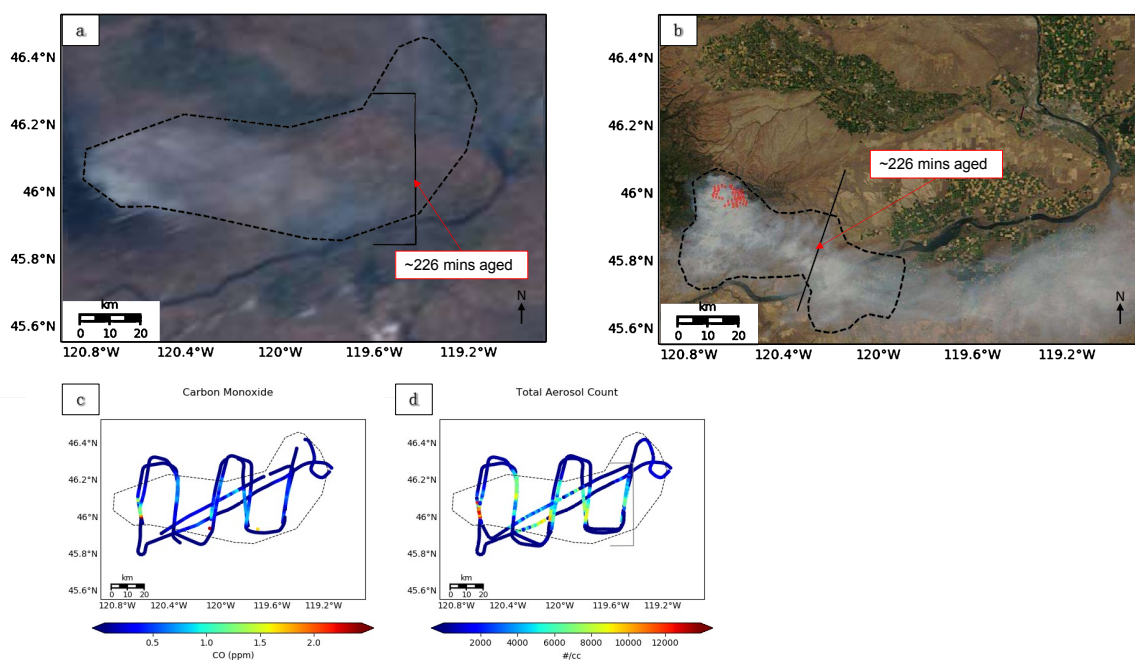 a
46.4°N
46.2°N
46°N
45.8°N
45.6°N
~226 mins aged
km
0 10 20
N
120.8°W 120.4°W 120°W 119.6°W 119.2°W
b
46.4°N
46.2°N
46°N
45.8°N
45.6°N
~226 mins aged
km
0 10 20
N
120.8°W 120.4°W 120°W 119.6°W 119.2°W
c
Carbon Monoxide
46.4°N
46.2°N
46°N
45.8°N
45.6°N
km
0 10 20
120.8°W 120.4°W 120°W 119.6°W 119.2°W
0.5 1.0 1.5 2.0
CO (ppm)
d
Total Aerosol Count
46.4°N
46.2°N
46°N
45.8°N
45.6°N
km
0 10 20
120.8°W 120.4°W 120°W 119.6°W 119.2°W
2000 4000 6000 8000 10000 12000
#/cc